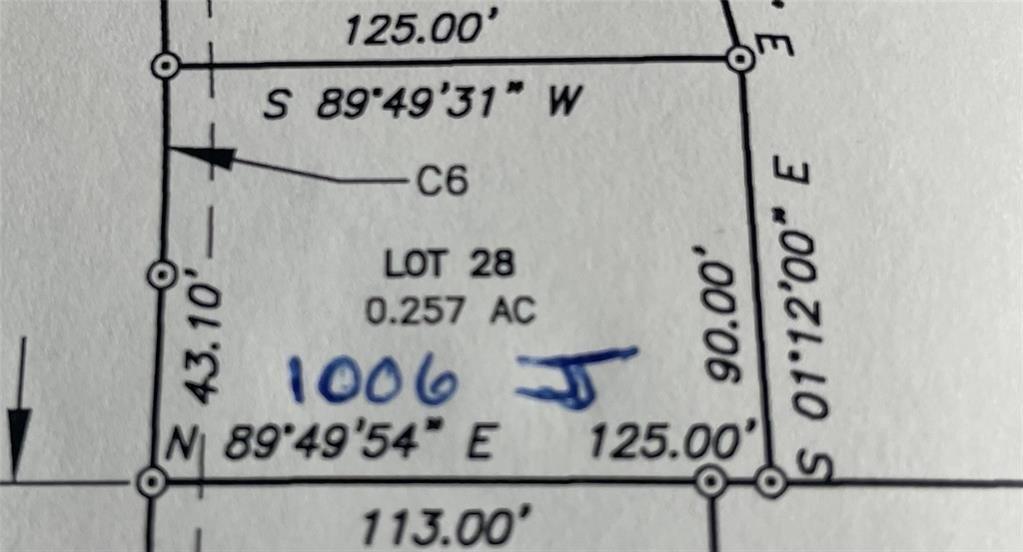 125.00'
E
S 89°49'31" W
C6
LOT 28
0.257 AC
43.10'
90.00'
S 01°12'00" E
1006 J
N 89°49'54" E 125.00'
113.00'